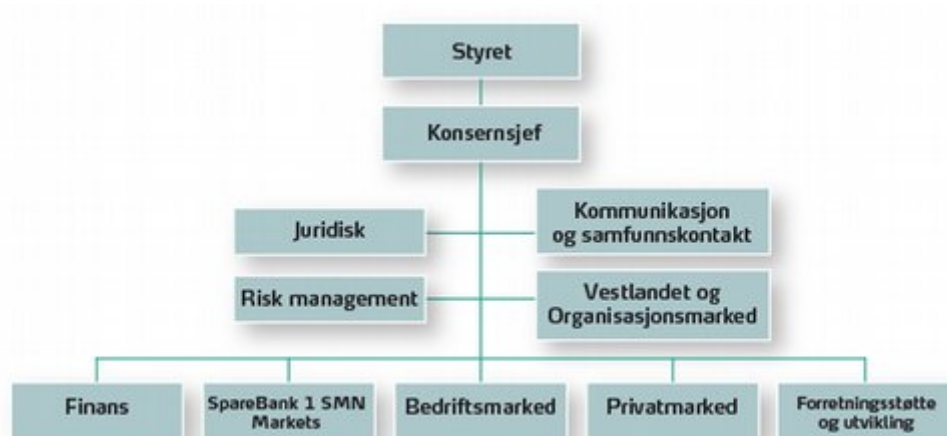 Styret
Konsernsjef
Juridisk
Kommunikasjon
og samfunnskontakt
Risk management
Vestlandet og
Organisasjonsmarked
Finans
SpareBank 1 SMN
Markets
Bedriftsmarked
Privatmarked
Forretningsstøtte
og utvikling